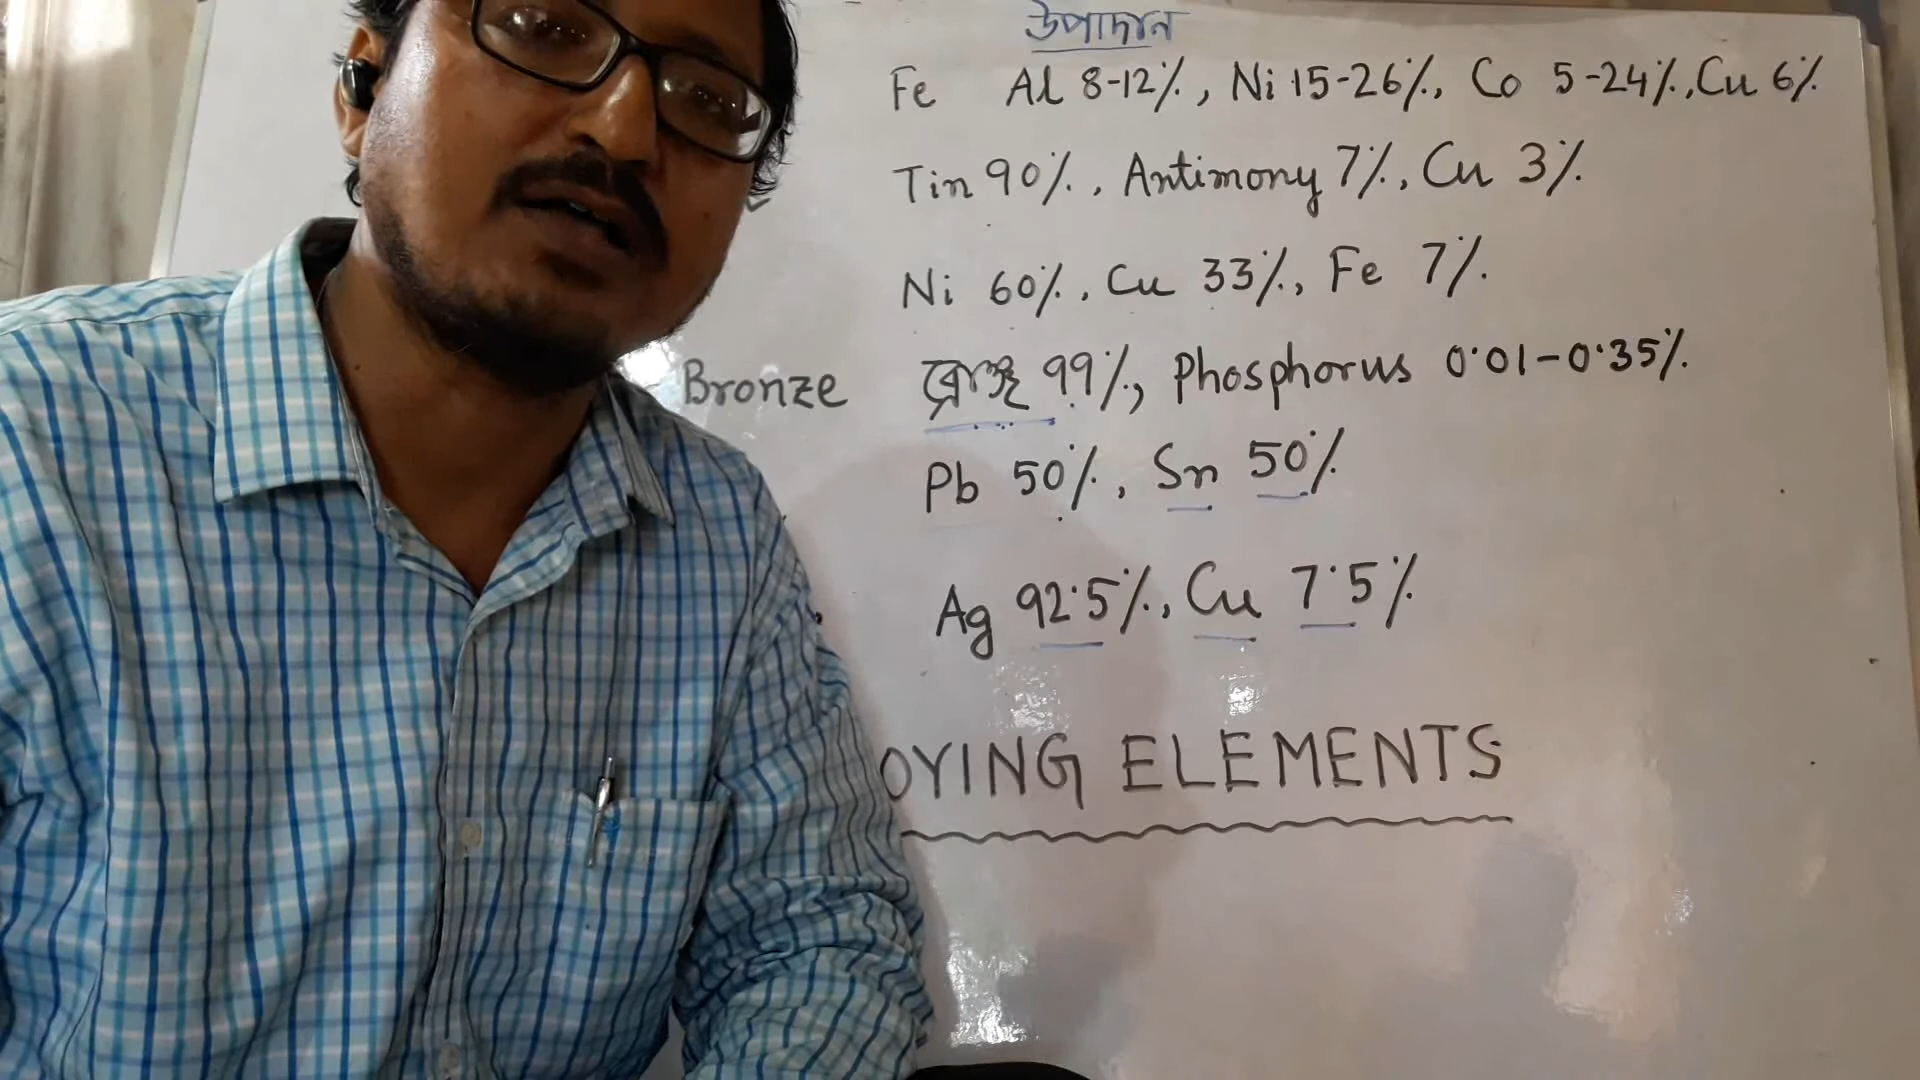 উপাদান
Fe Al 8-12%, Ni 15-26%, Co 5-24%, Cu 6%
Tin 90%, Antimony 7%, Cu 3%
Ni 60%, Cu 33%, Fe 7%
Bronze ব্রোঞ্জ 99%, Phosphorus 0.01-0.35%
Pb 50%, Sn 50%
Ag 92.5%, Cu 7.5%
OYING ELEMENTS